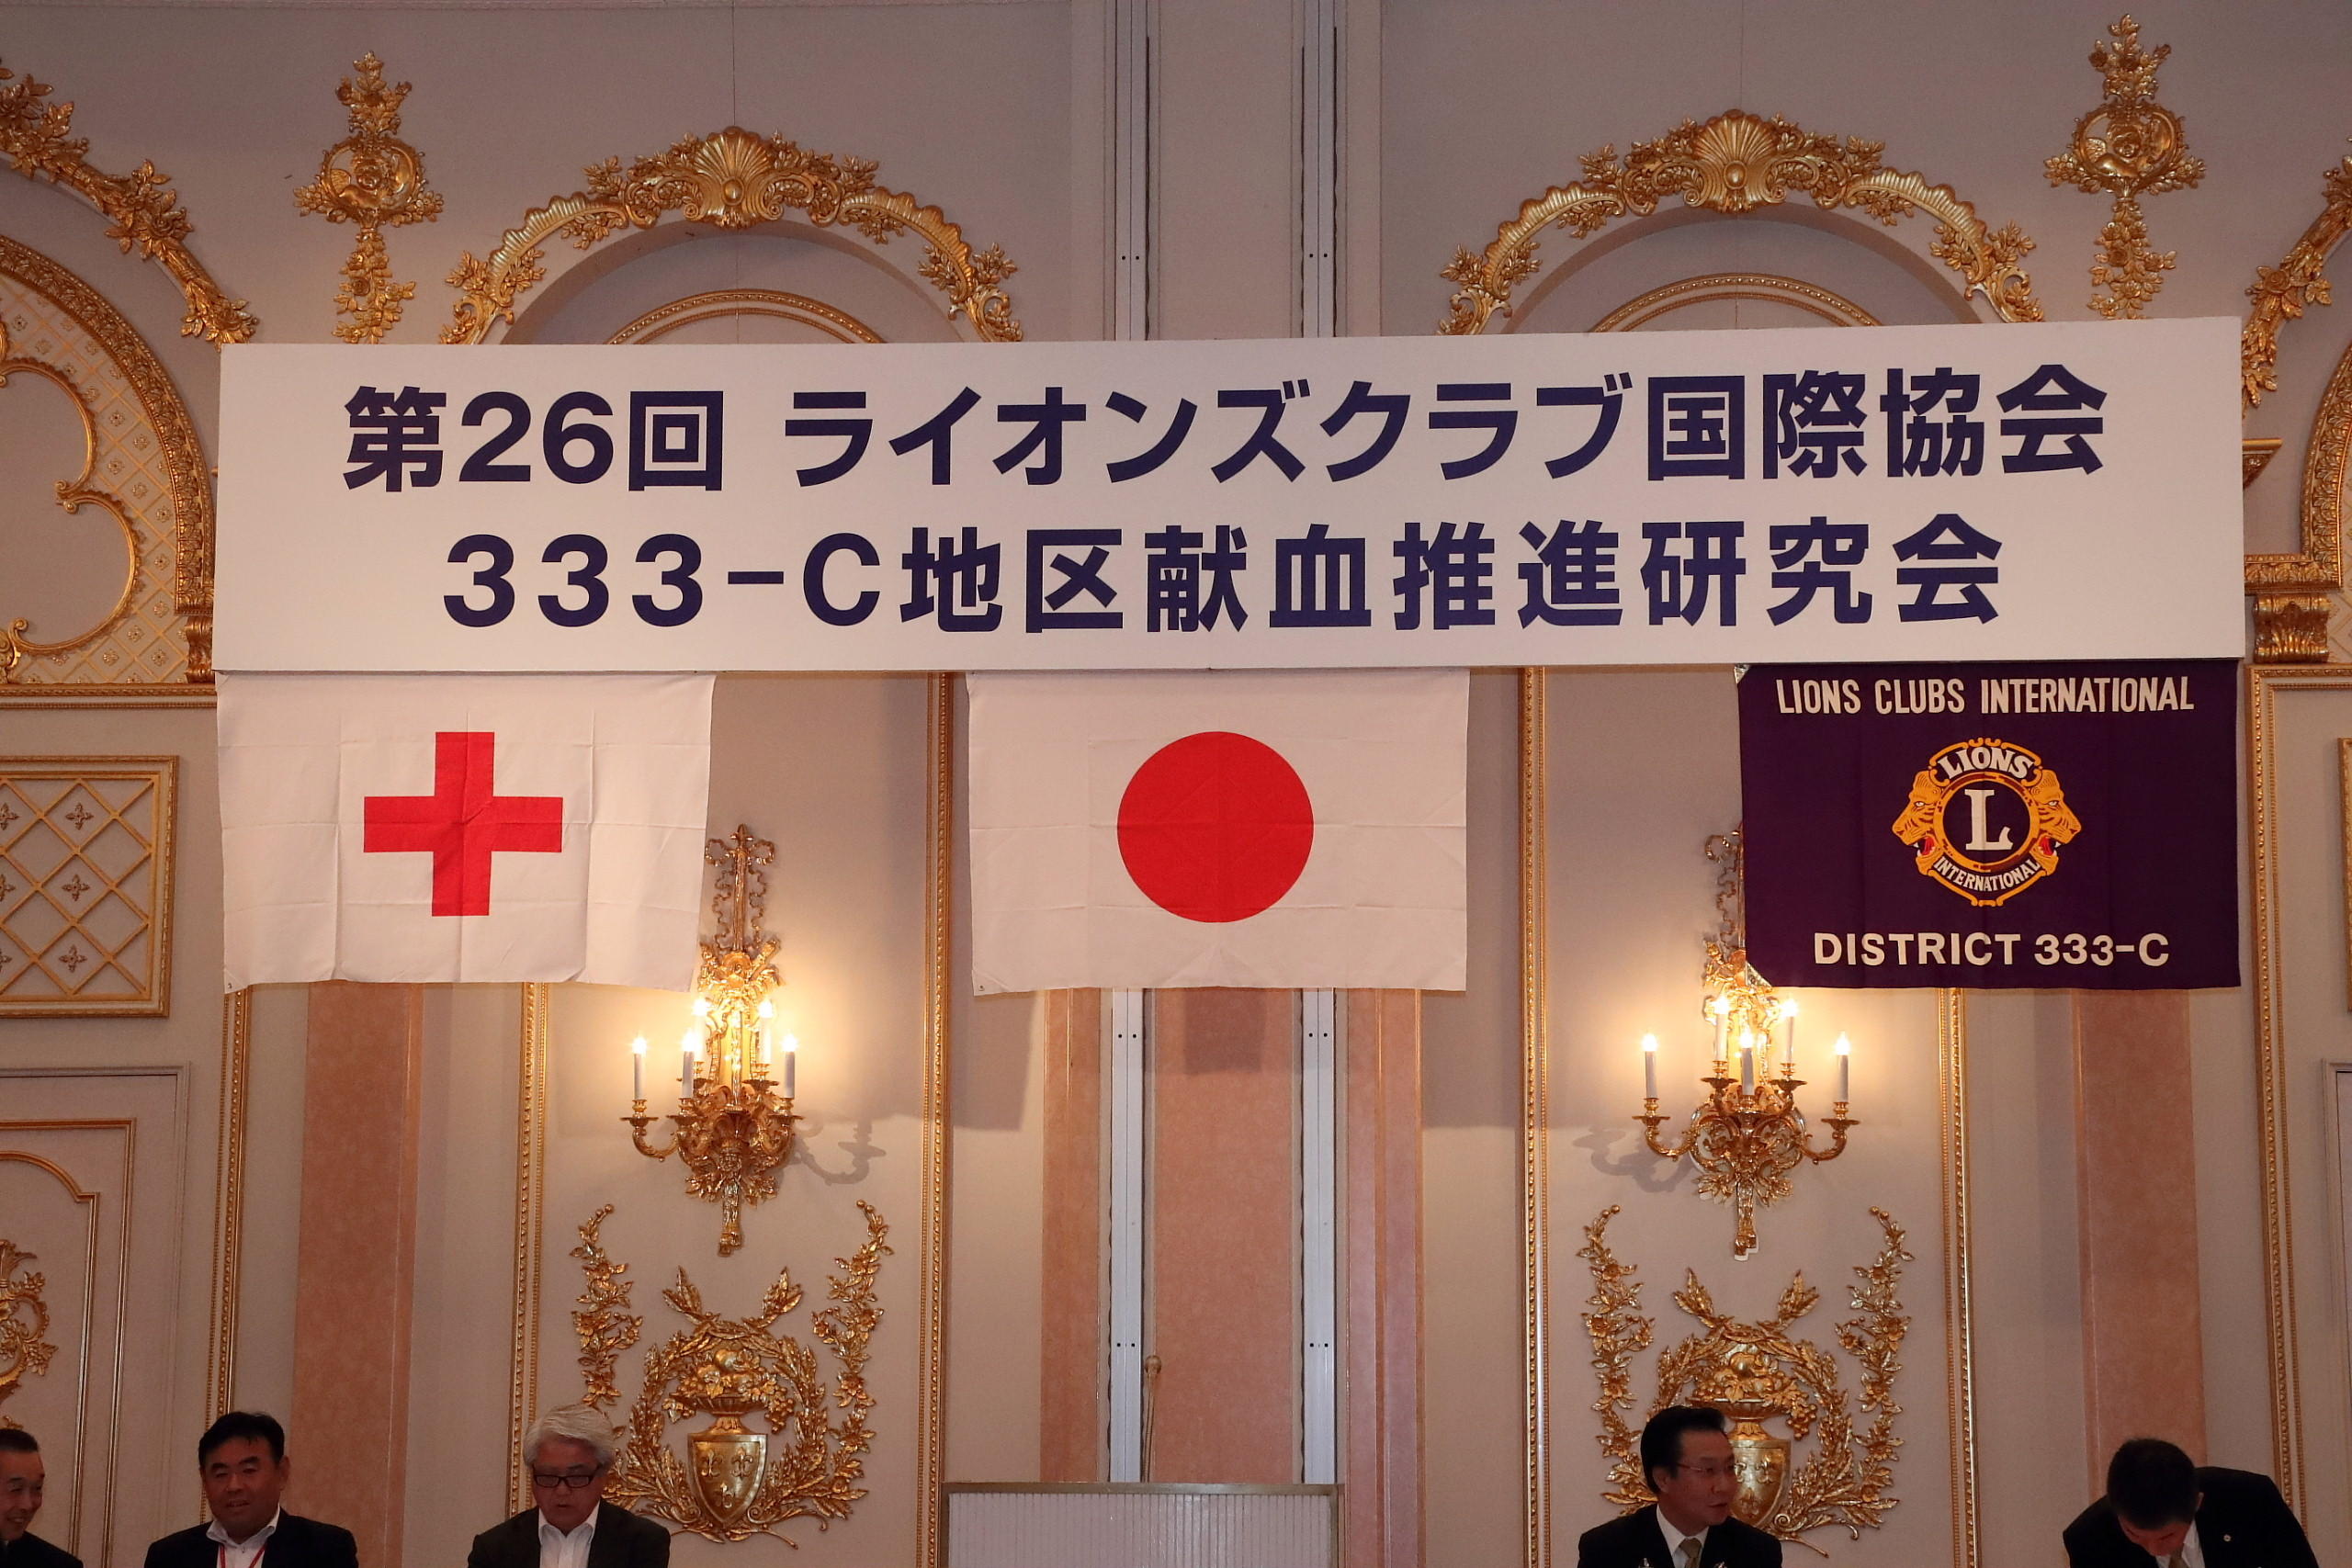 第26回 ライオンズクラブ国際協会
333-C地区献血推進研究会
LIONS CLUBS INTERNATIONAL
LIONS
L
INTERNATIONAL
DISTRICT 333-C